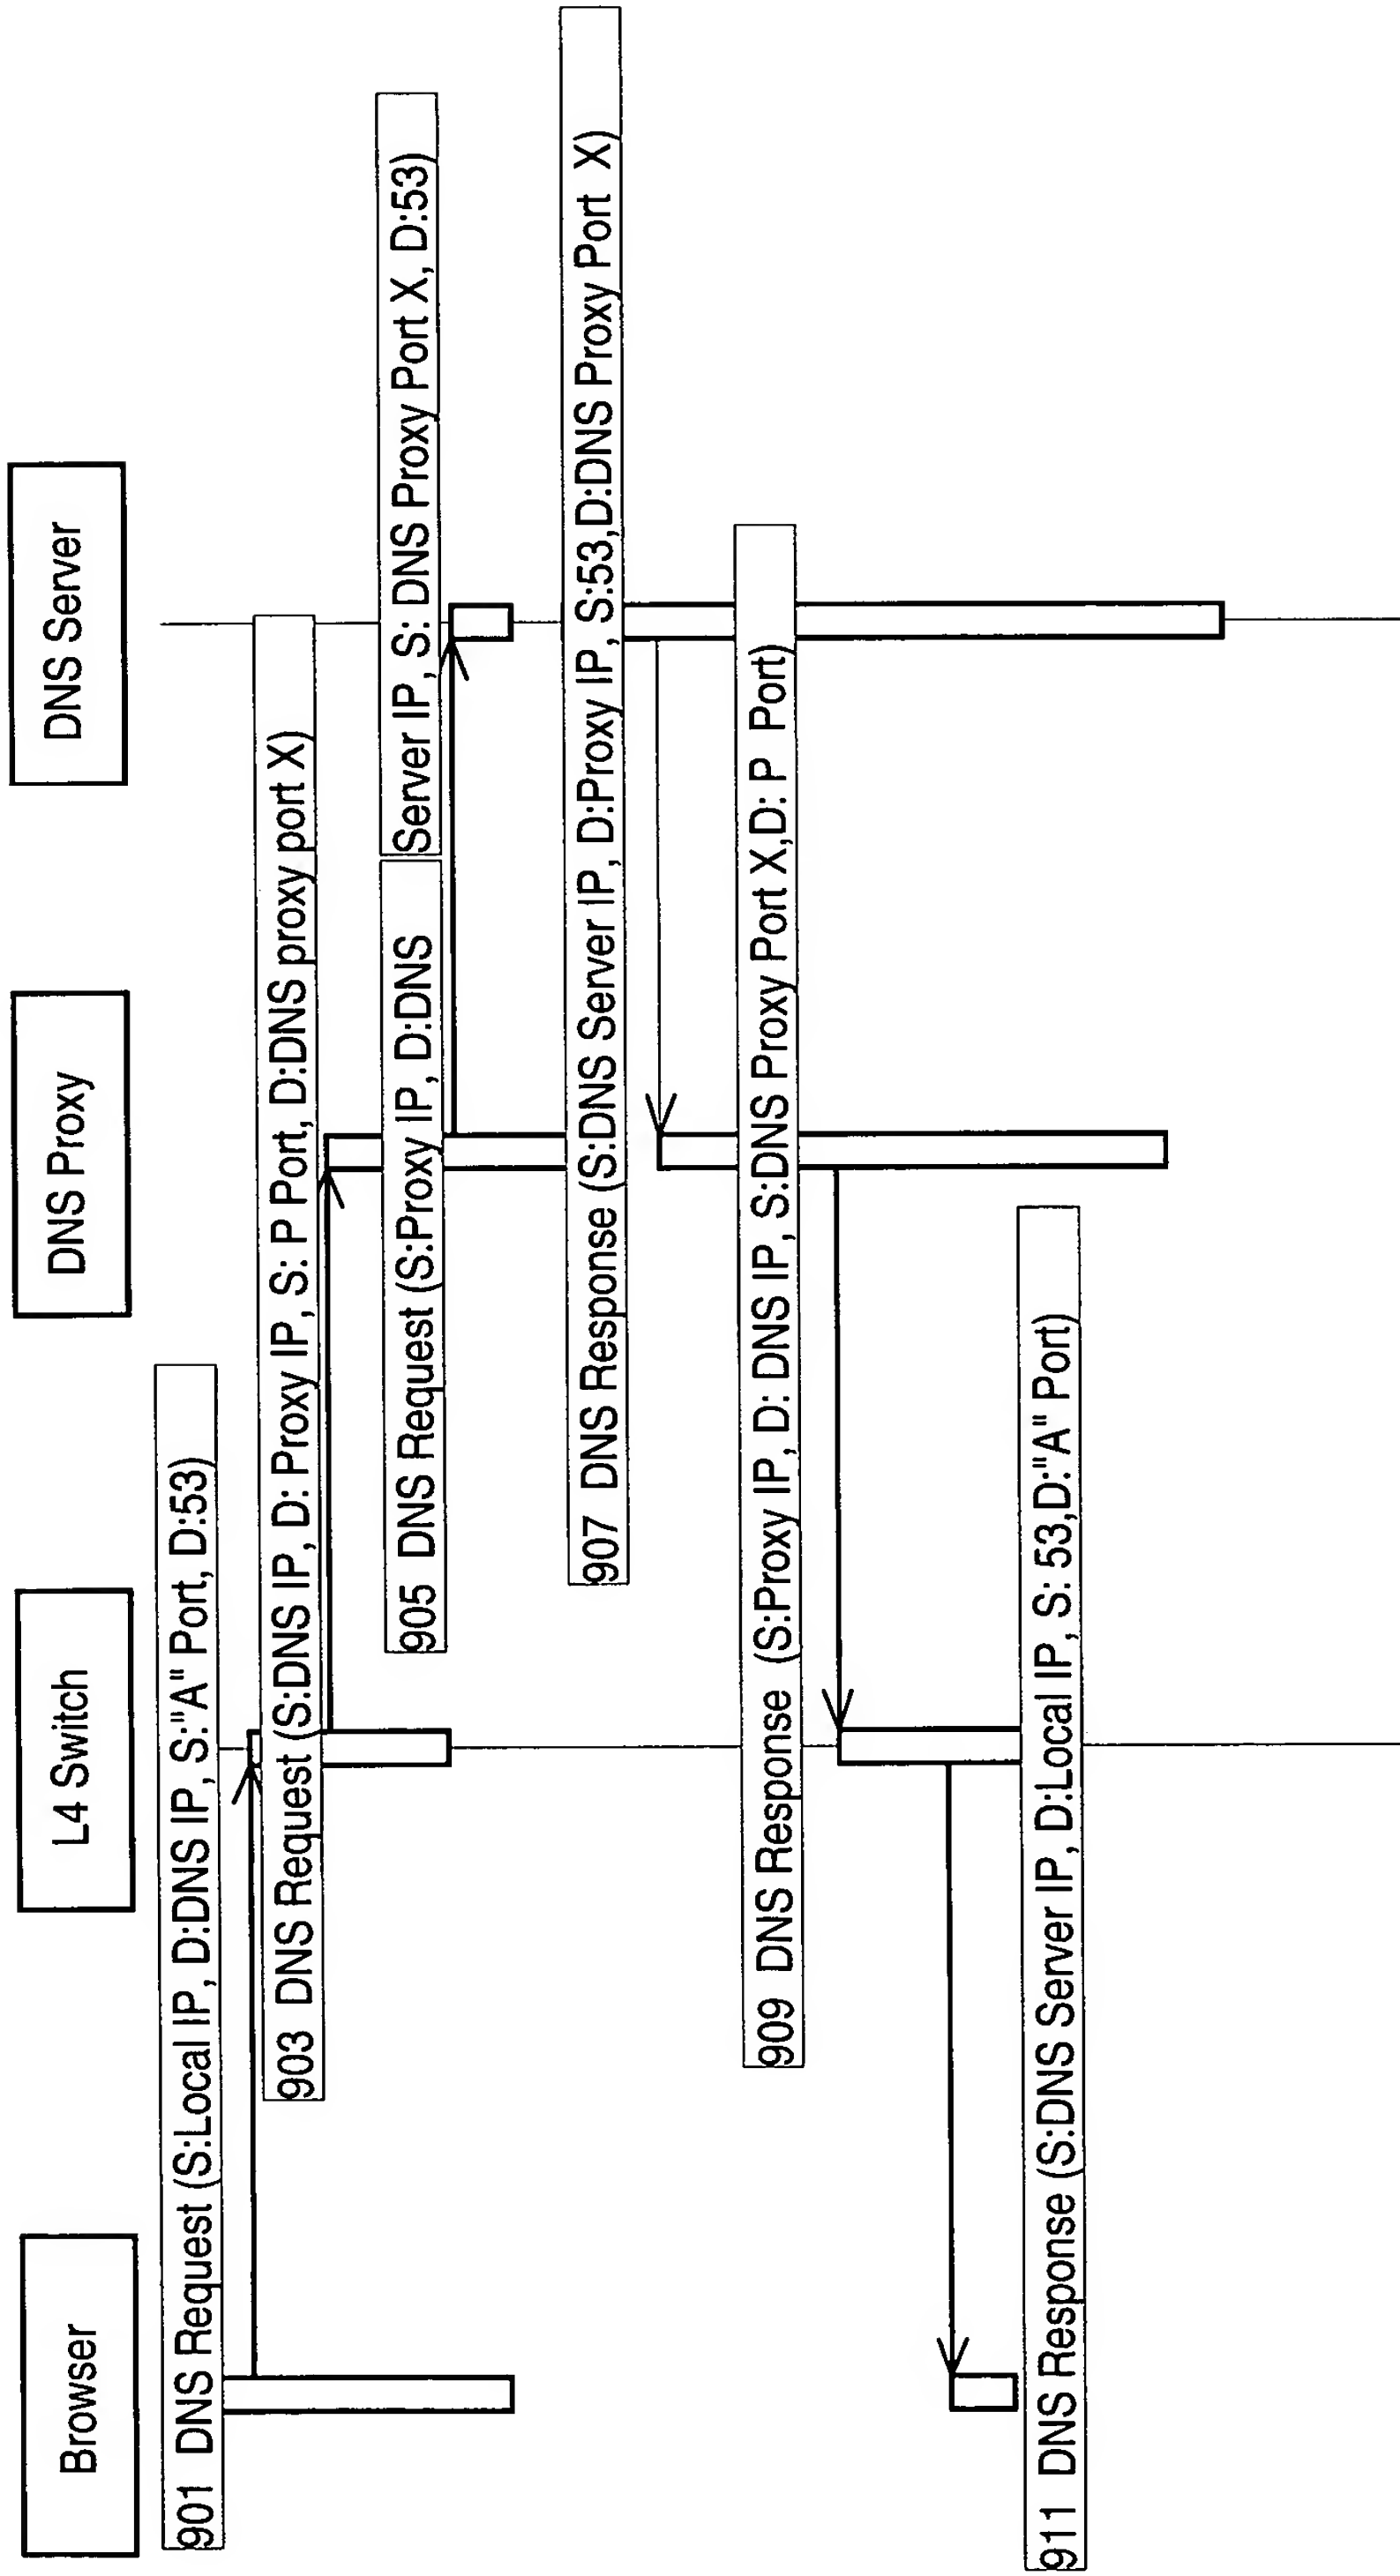 Browser
L4 Switch
DNS Proxy
DNS Server
901 DNS Request (S:Local IP, D:DNS IP, S:"A" Port, D:53)
903 DNS Request (S:DNS IP, D: Proxy IP, S: P Port, D:DNS proxy port X)
905 DNS Request (S:Proxy IP, D:DNS Server IP, S: DNS Proxy Port X, D:53)
907 DNS Response (S:DNS Server IP, D:Proxy IP, S:53,D:DNS Proxy Port X)
909 DNS Response (S:Proxy IP, D: DNS IP, S:DNS Proxy Port X,D: P Port)
911 DNS Response (S:DNS Server IP, D:Local IP, S: 53,D:"A" Port)